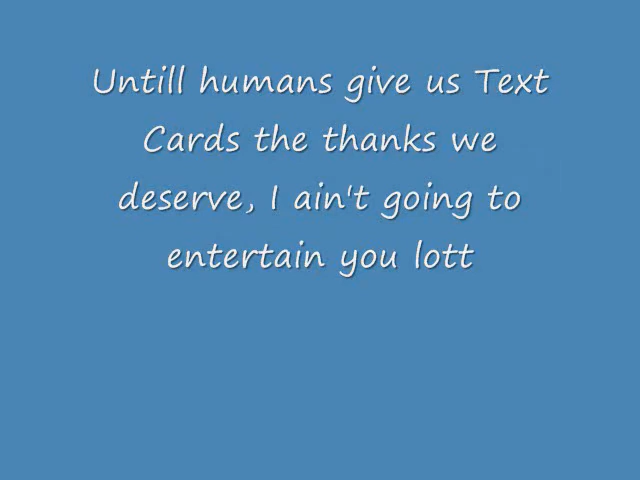 Untill humans give us Text
Cards the thanks we
deserve, I ain't going to
entertain you lott